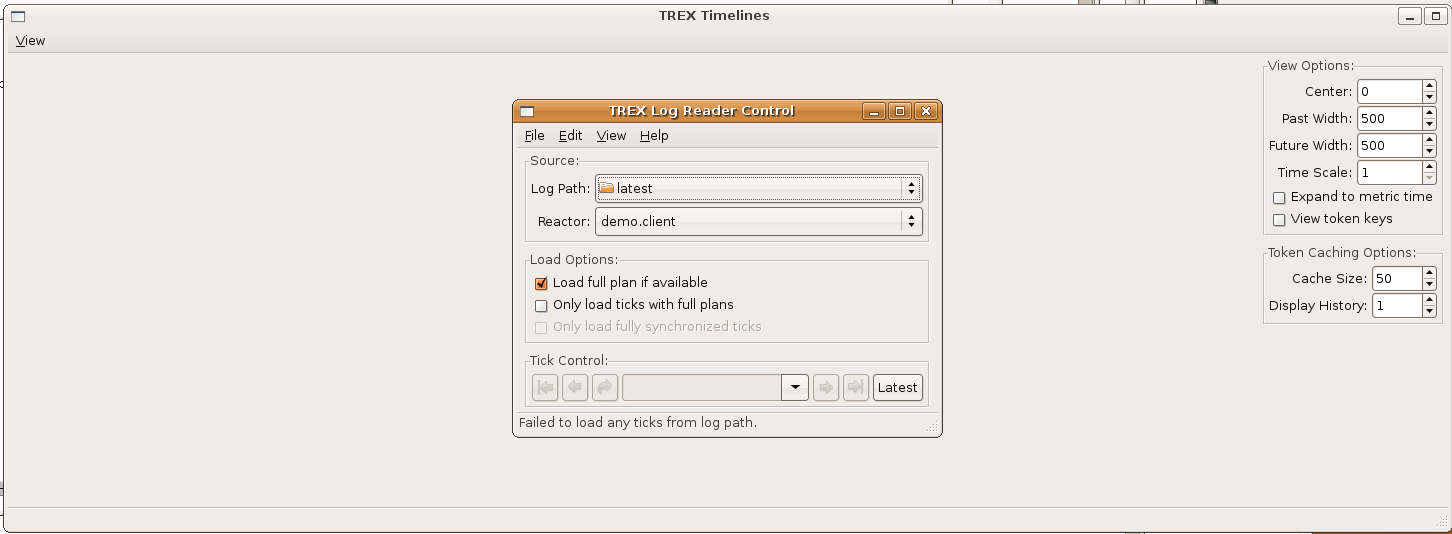 TREX Timelines
View
View Options:
Center: 0
Past Width: 500
Future Width: 500
Time Scale: 1
Expand to metric time
View token keys
Token Caching Options:
Cache Size: 50
Display History: 1
TREX Log Reader Control
File Edit View Help
Source:
Log Path: latest
Reactor: demo.client
Load Options:
Load full plan if available
Only load ticks with full plans
Only load fully synchronized ticks
Tick Control:
Latest
Failed to load any ticks from log path.